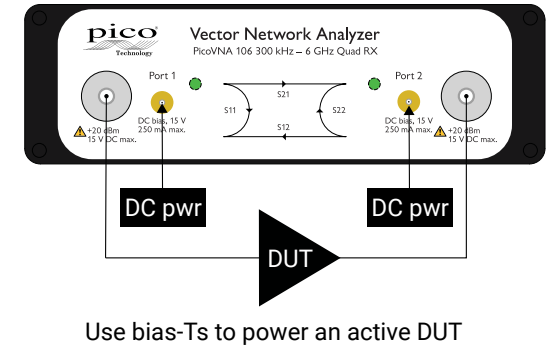 pico
Technology
Vector Network Analyzer
PicoVNA 106 300 kHz – 6 GHz Quad RX
Port 1
Port 2
S21
S11
S22
S12
+20 dBm
15 V DC max.
DC bias, 15 V
250 mA max.
DC bias, 15 V
250 mA max.
+20 dBm
15 V DC max.
DC pwr
DC pwr
DUT
Use bias-Ts to power an active DUT